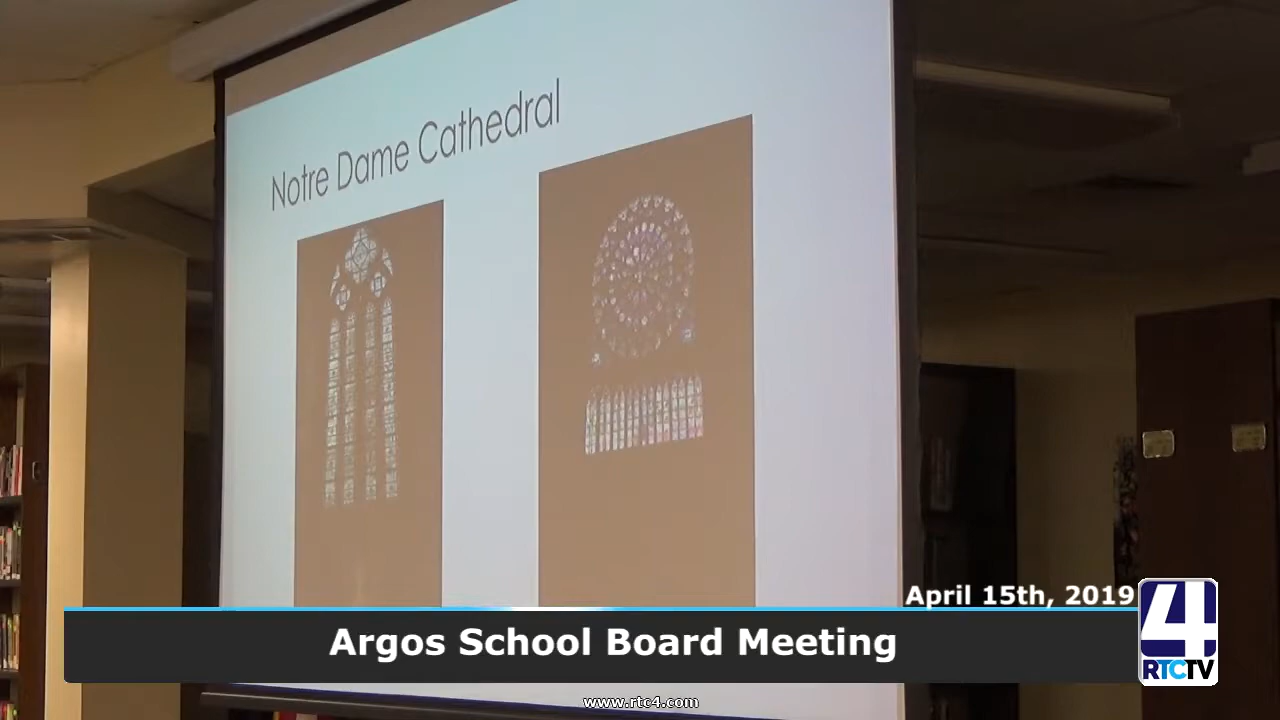 Notre Dame Cathedral
April 15th, 2019
Argos School Board Meeting
4
RTCTV
www.rtc4.com